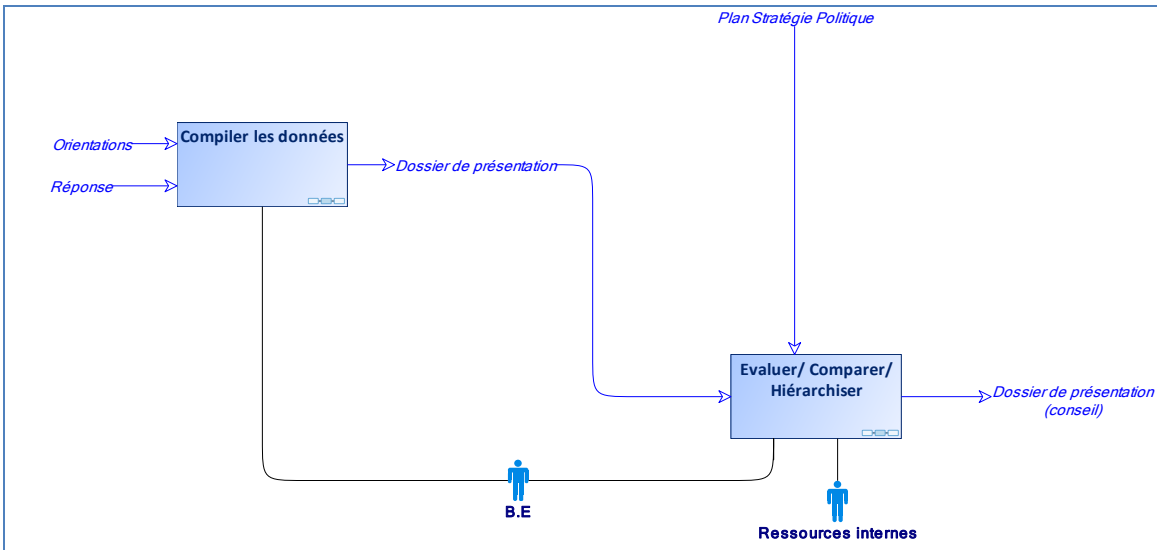 Plan Stratégie Politique
Compiler les données
Orientations
Dossier de présentation
Réponse
Evaluer/ Comparer/
Hiérarchiser
Dossier de présentation
(conseil)
B.E
Ressources internes